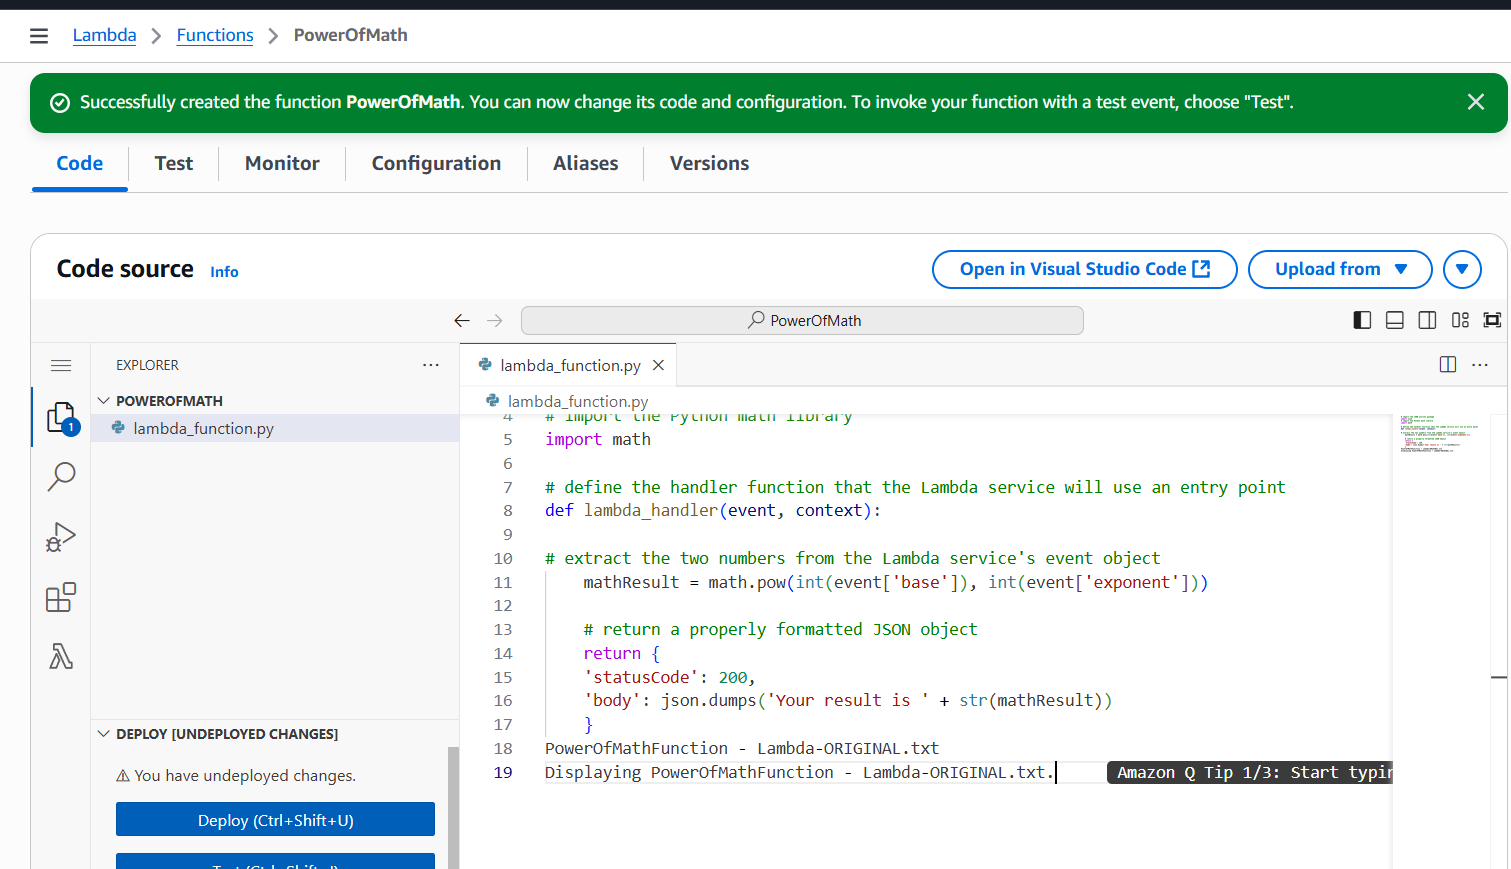 Lambda > Functions > PowerOfMath
Successfully created the function PowerOfMath. You can now change its code and configuration. To invoke your function with a test event, choose "Test".
Code Test Monitor Configuration Aliases Versions
Code source Info Open in Visual Studio Code Upload from
PowerOfMath
EXPLORER
lambda_function.py
POWEROFMATH
1
lambda_function.py
lambda_function.py
4 # import the Python math library
5 import math
6
7 # define the handler function that the Lambda service will use an entry point
8 def lambda_handler(event, context):
9
10 # extract the two numbers from the Lambda service's event object
11 mathResult = math.pow(int(event['base']), int(event['exponent']))
12
13 # return a properly formatted JSON object
14 return {
15 'statusCode': 200,
16 'body': json.dumps('Your result is ' + str(mathResult))
17 }
18 PowerOfMathFunction - Lambda-ORIGINAL.txt
19 Displaying PowerOfMathFunction - Lambda-ORIGINAL.txt. Amazon Q Tip 1/3: Start typin
DEPLOY [UNDEPLOYED CHANGES]
⚠ You have undeployed changes.
Deploy (Ctrl+Shift+U)